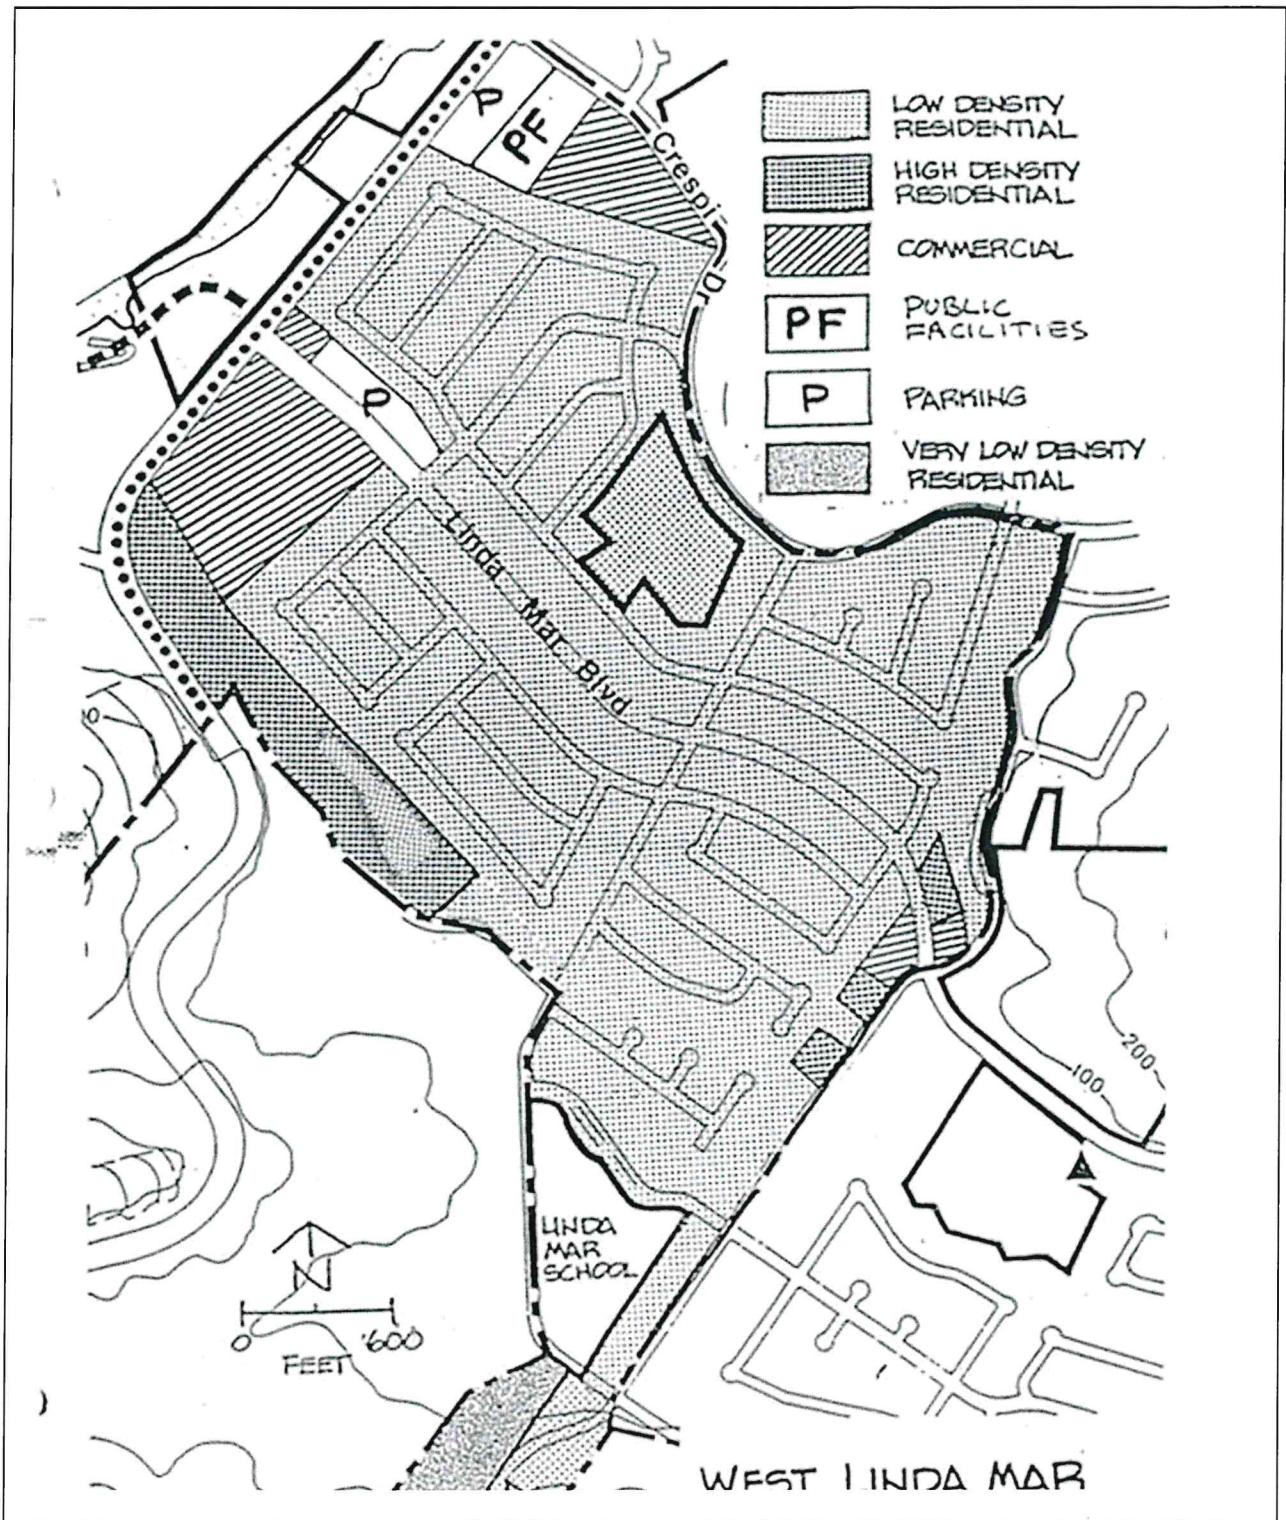 P
PF
Crespi Dr
LOW DENSITY
RESIDENTIAL
HIGH DENSITY
RESIDENTIAL
COMMERCIAL
PF
PUBLIC
FACILITIES
P
PARKING
VERY LOW DENSITY
RESIDENTIAL
P
Linda Mar Blvd
200
100
LINDA
MAR
SCHOOL
N
0 600
FEET
WEST LINDA MAR